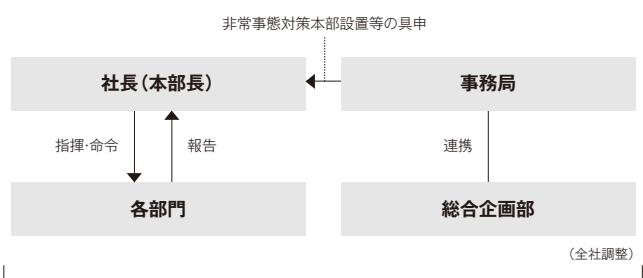 非常事態対策本部設置等の具申
社長（本部長）
事務局
指揮・命令
報告
連携
各部門
総合企画部
（全社調整）